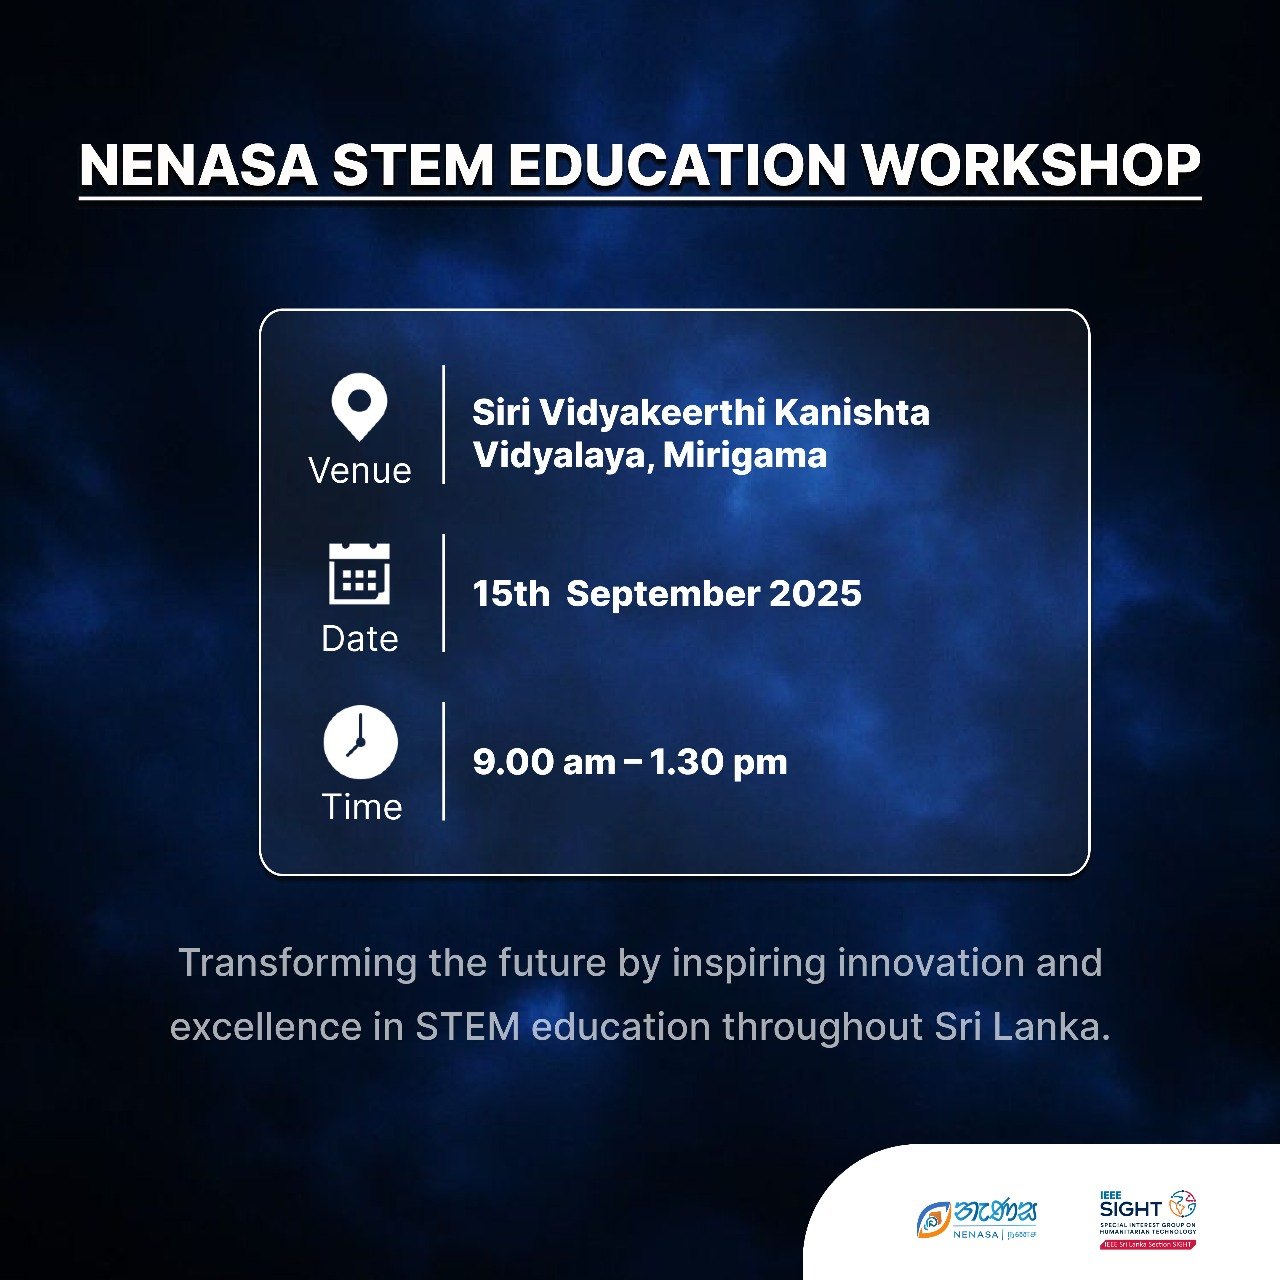 NENASA STEM EDUCATION WORKSHOP
Venue
Siri Vidyakeerthi Kanishta
Vidyalaya, Mirigama
Date
15th September 2025
Time
9.00 am – 1.30 pm
Transforming the future by inspiring innovation and
excellence in STEM education throughout Sri Lanka.
නැණස
NENASA |
IEEE
SIGHT
SPECIAL INTEREST GROUP ON
HUMANITARIAN TECHNOLOGY
IEEE Sri Lanka Section SIGHT